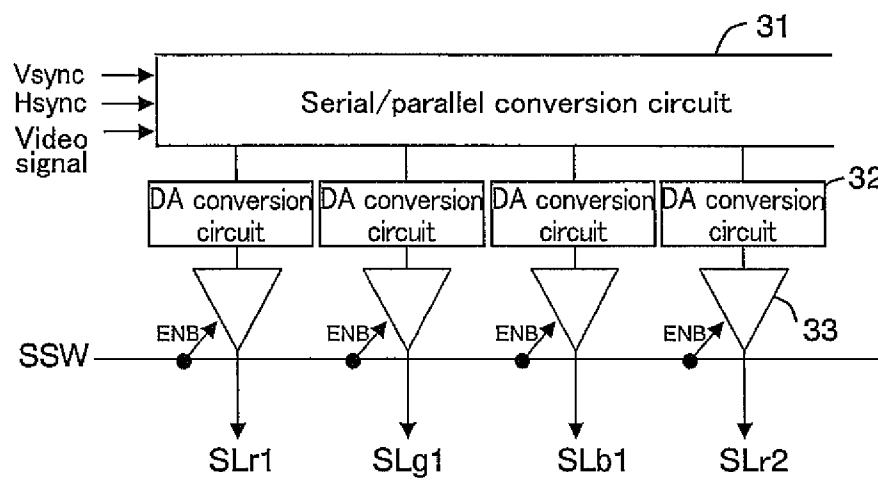 31
Vsync
Hsync
Video
signal
Serial/parallel conversion circuit
32
DA conversion
circuit
DA conversion
circuit
DA conversion
circuit
DA conversion
circuit
33
ENB
ENB
ENB
ENB
SSW
SLr1
SLg1
SLb1
SLr2